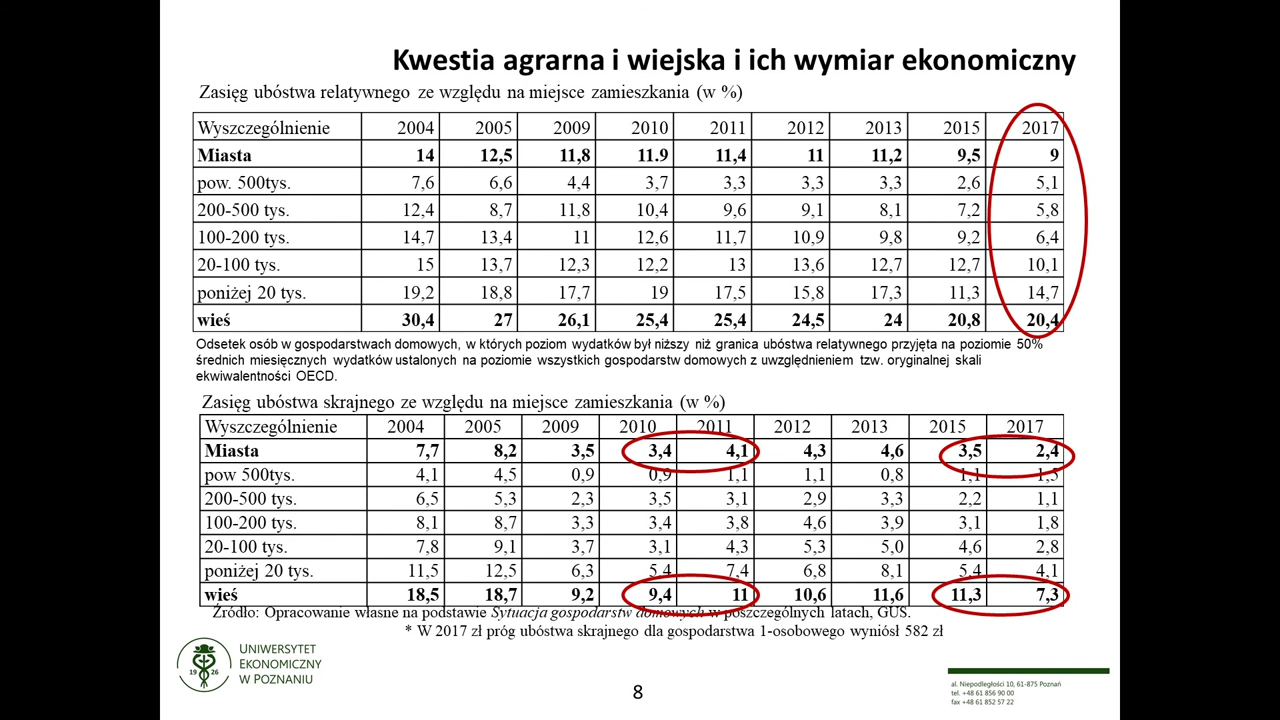 Kwestia agrarna i wiejska i ich wymiar ekonomiczny
Zasięg ubóstwa relatywnego ze względu na miejsce zamieszkania (w %)
Wyszczególnienie 2004 2005 2009 2010 2011 2012 2013 2015 2017
Miasta 14 12,5 11,8 11.9 11,4 11 11,2 9,5 9
pow. 500tys. 7,6 6,6 4,4 3,7 3,3 3,3 3,3 2,6 5,1
200-500 tys. 12,4 8,7 11,8 10,4 9,6 9,1 8,1 7,2 5,8
100-200 tys. 14,7 13,4 11 12,6 11,7 10,9 9,8 9,2 6,4
20-100 tys. 15 13,7 12,3 12,2 13 13,6 12,7 12,7 10,1
poniżej 20 tys. 19,2 18,8 17,7 19 17,5 15,8 17,3 11,3 14,7
wieś 30,4 27 26,1 25,4 25,4 24,5 24 20,8 20,4
Odsetek osób w gospodarstwach domowych, w których poziom wydatków był niższy niż granica ubóstwa relatywnego przyjęta na poziomie 50%
średnich miesięcznych wydatków ustalonych na poziomie wszystkich gospodarstw domowych z uwzględnieniem tzw. oryginalnej skali
ekwiwalentności OECD.
Zasięg ubóstwa skrajnego ze względu na miejsce zamieszkania (w %)
Wyszczególnienie 2004 2005 2009 2010 2011 2012 2013 2015 2017
Miasta 7,7 8,2 3,5 3,4 4,1 4,3 4,6 3,5 2,4
pow 500tys. 4,1 4,5 0,9 0,9 1,1 1,1 0,8 1,1 1,5
200-500 tys. 6,5 5,3 2,3 3,5 3,1 2,9 3,3 2,2 1,1
100-200 tys. 8,1 8,7 3,3 3,4 3,8 4,6 3,9 3,1 1,8
20-100 tys. 7,8 9,1 3,7 3,1 4,3 5,3 5,0 4,6 2,8
poniżej 20 tys. 11,5 12,5 6,3 5,4 7,4 6,8 8,1 5,4 4,1
wieś 18,5 18,7 9,2 9,4 11 10,6 11,6 11,3 7,3
Źródło: Opracowanie własne na podstawie Sytuacja gospodarstw domowych w poszczególnych latach, GUS.
* W 2017 zł próg ubóstwa skrajnego dla gospodarstwa 1-osobowego wyniósł 582 zł
19 26
UNIWERSYTET
EKONOMICZNY
W POZNANIU
8
al. Niepodległości 10, 61-875 Poznań
tel. +48 61 856 90 00
fax +48 61 852 57 22